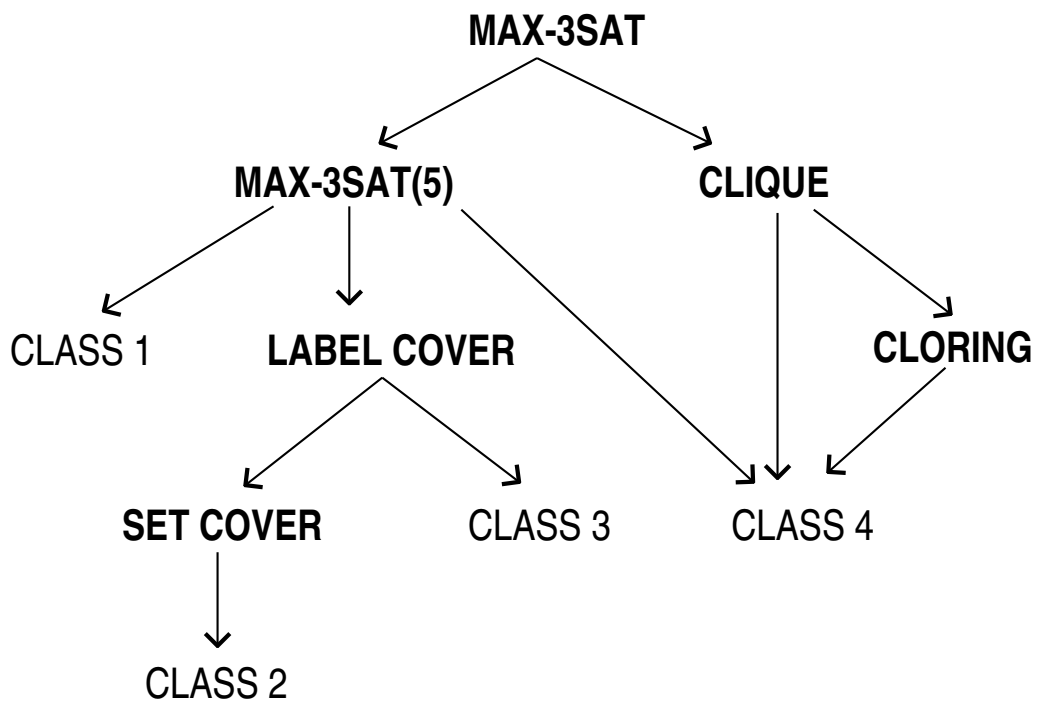 MAX-3SAT
MAX-3SAT(5)
CLIQUE
CLASS 1
LABEL COVER
CLORING
SET COVER
CLASS 3
CLASS 4
CLASS 2